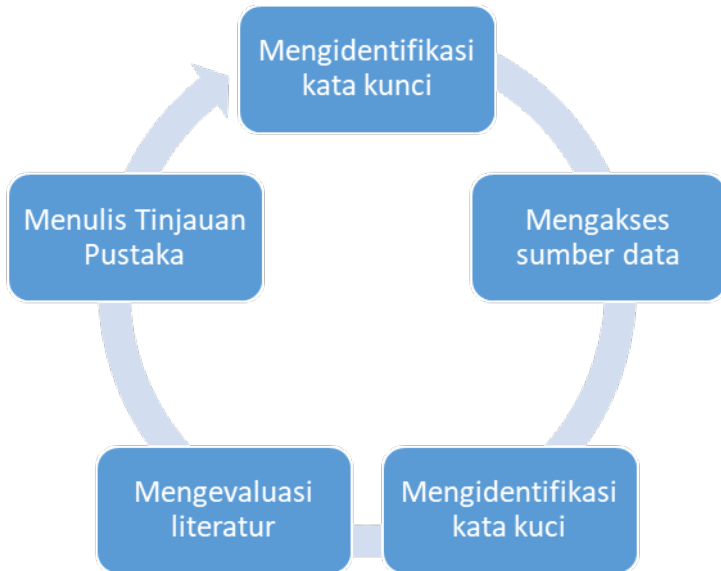 Mengidentifikasi
kata kunci
Mengakses
sumber data
Mengidentifikasi
kata kuci
Mengevaluasi
literatur
Menulis Tinjauan
Pustaka